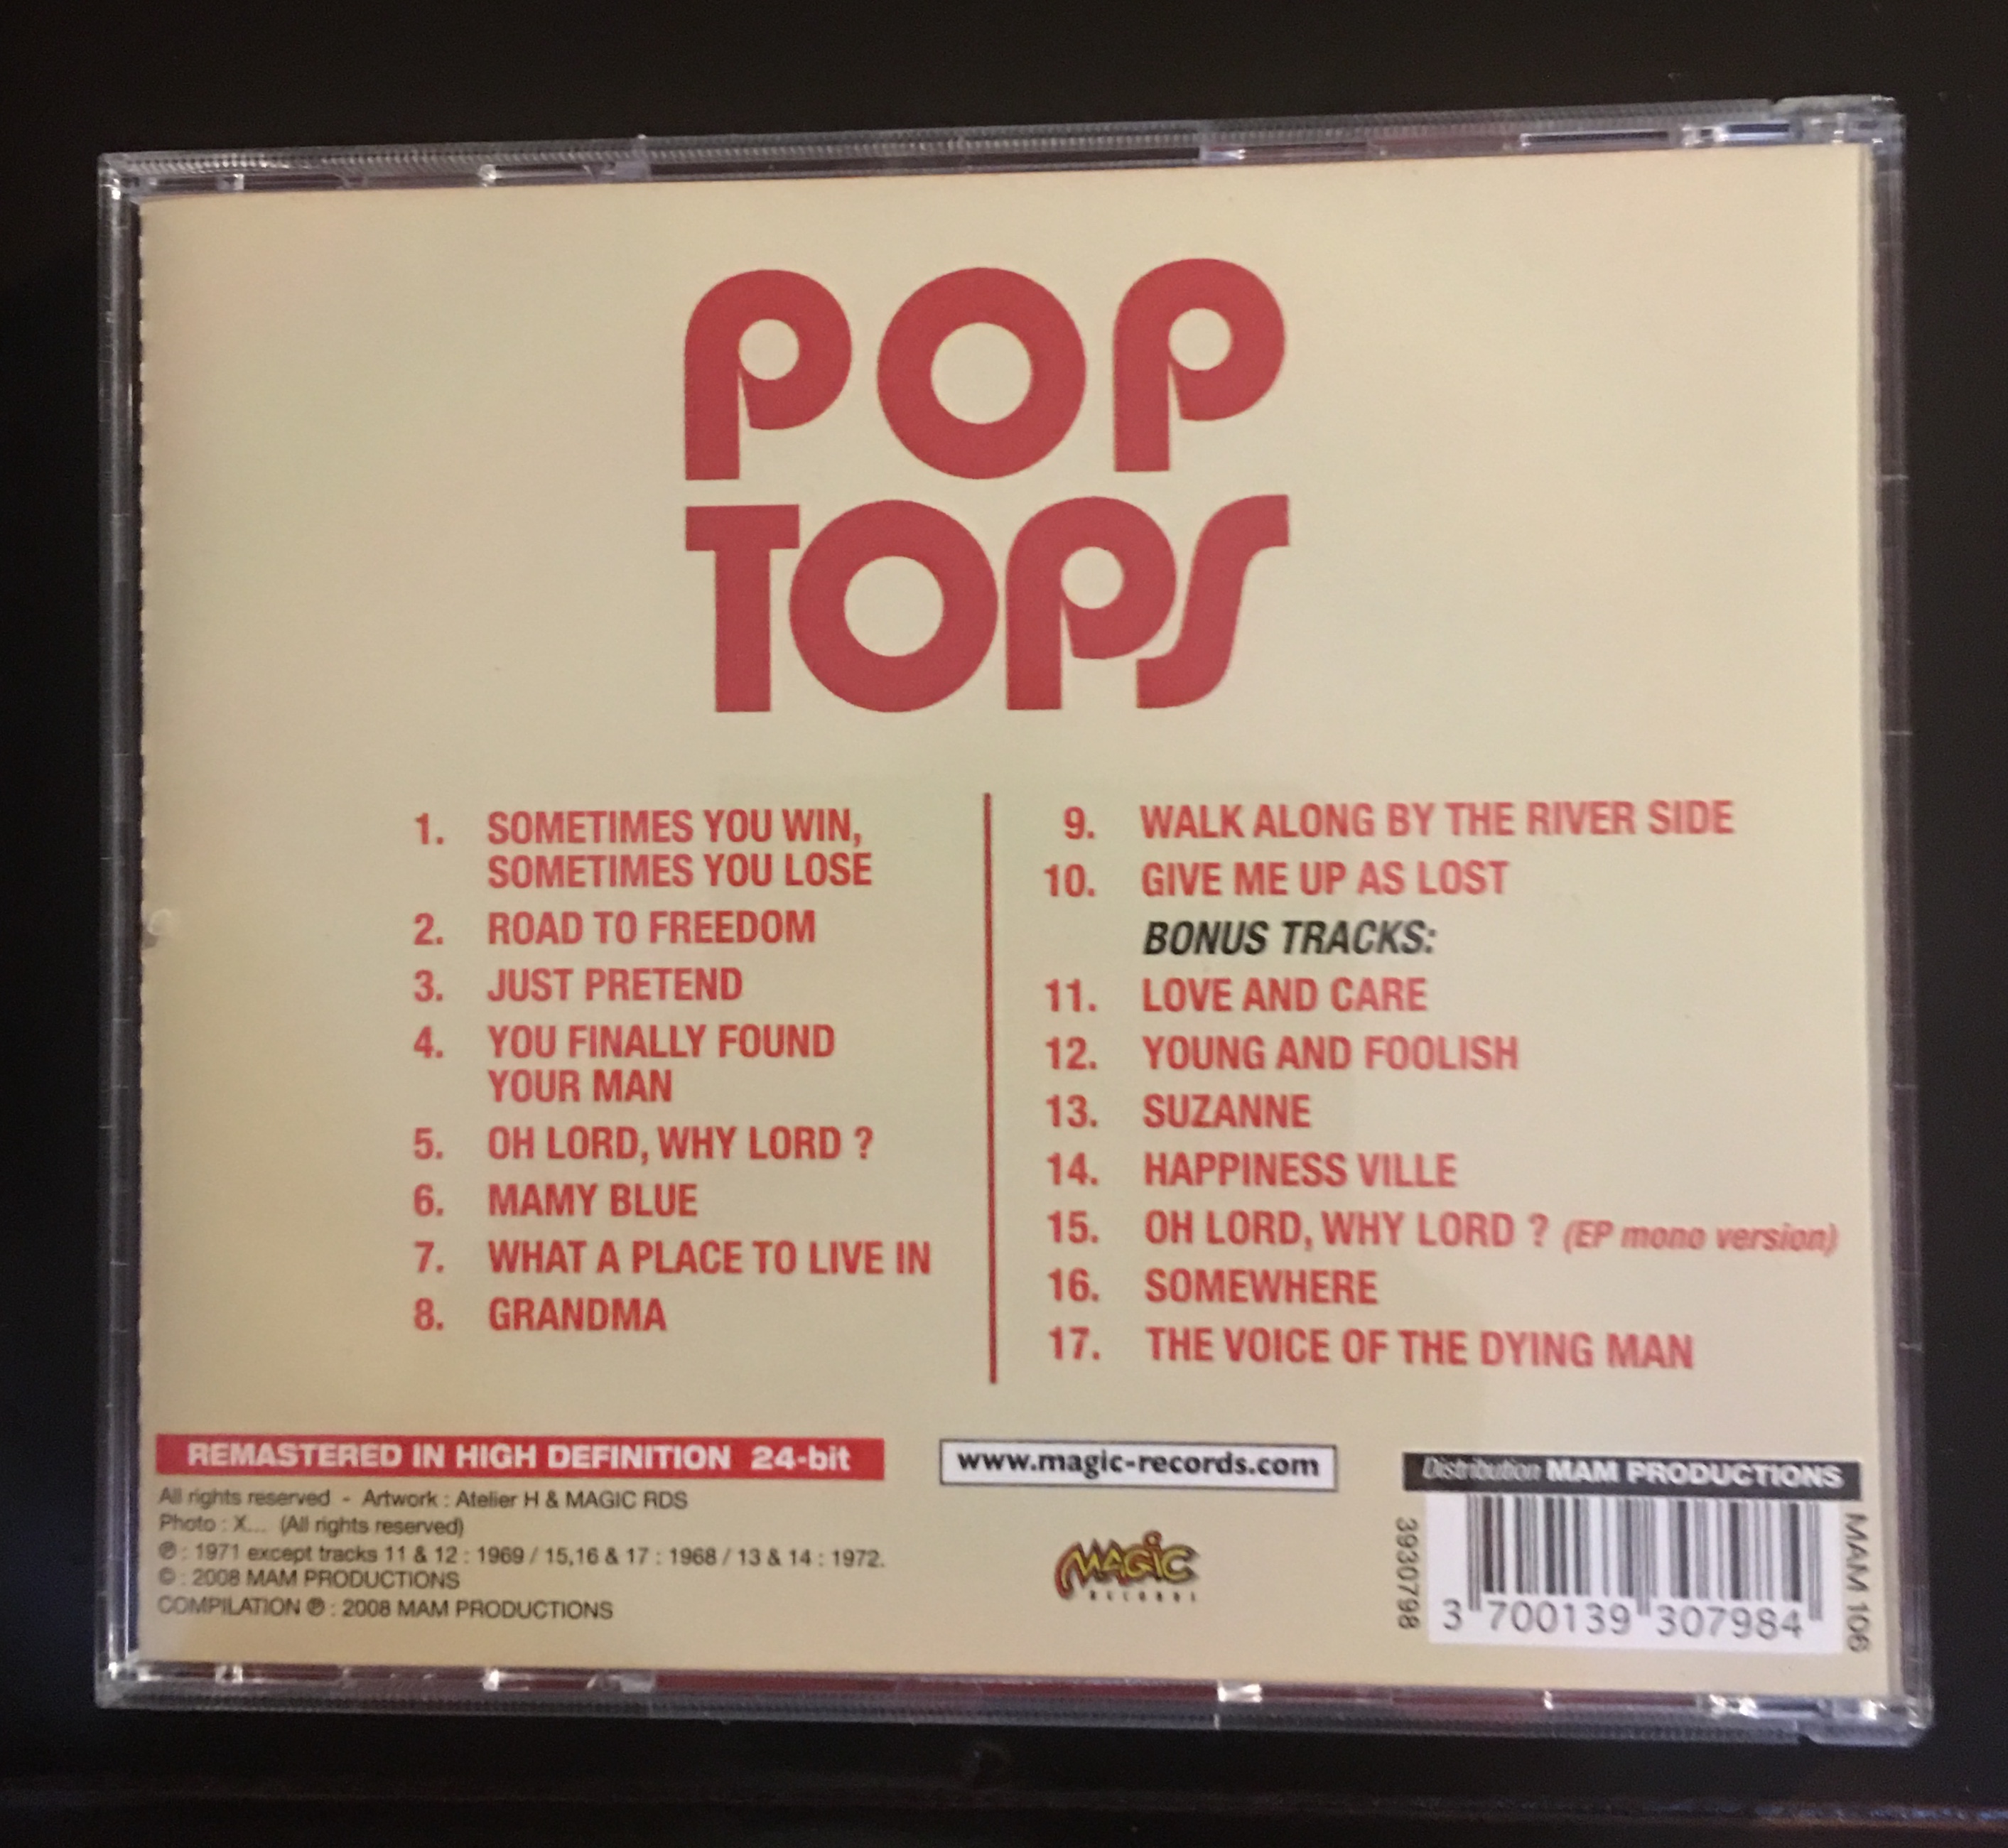 POP
TOPS
1. SOMETIMES YOU WIN,
SOMETIMES YOU LOSE
2. ROAD TO FREEDOM
3. JUST PRETEND
4. YOU FINALLY FOUND
YOUR MAN
5. OH LORD, WHY LORD ?
6. MAMY BLUE
7. WHAT A PLACE TO LIVE IN
8. GRANDMA
9. WALK ALONG BY THE RIVER SIDE
10. GIVE ME UP AS LOST
BONUS TRACKS:
11. LOVE AND CARE
12. YOUNG AND FOOLISH
13. SUZANNE
14. HAPPINESS VILLE
15. OH LORD, WHY LORD ? (EP mono version)
16. SOMEWHERE
17. THE VOICE OF THE DYING MAN
REMASTERED IN HIGH DEFINITION 24-bit
All rights reserved - Artwork : Atelier H & MAGIC RDS
Photo : X... (All rights reserved)
℗ : 1971 except tracks 11 & 12 : 1969 / 15,16 & 17 : 1968 / 13 & 14 : 1972.
© : 2008 MAM PRODUCTIONS
COMPILATION ℗ : 2008 MAM PRODUCTIONS
www.magic-records.com
MAGIC
RECORDS
Distribution MAM PRODUCTIONS
3930798
3 700139 307984
MAM 106